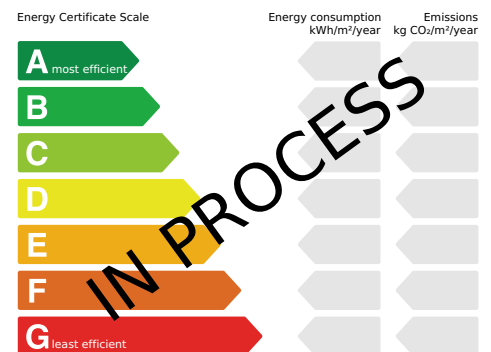 Energy Certificate Scale
Energy consumption
kWh/m²/year
Emissions
kg CO₂/m²/year
A most efficient
B
C
D
E
F
G least efficient
IN PROCESS